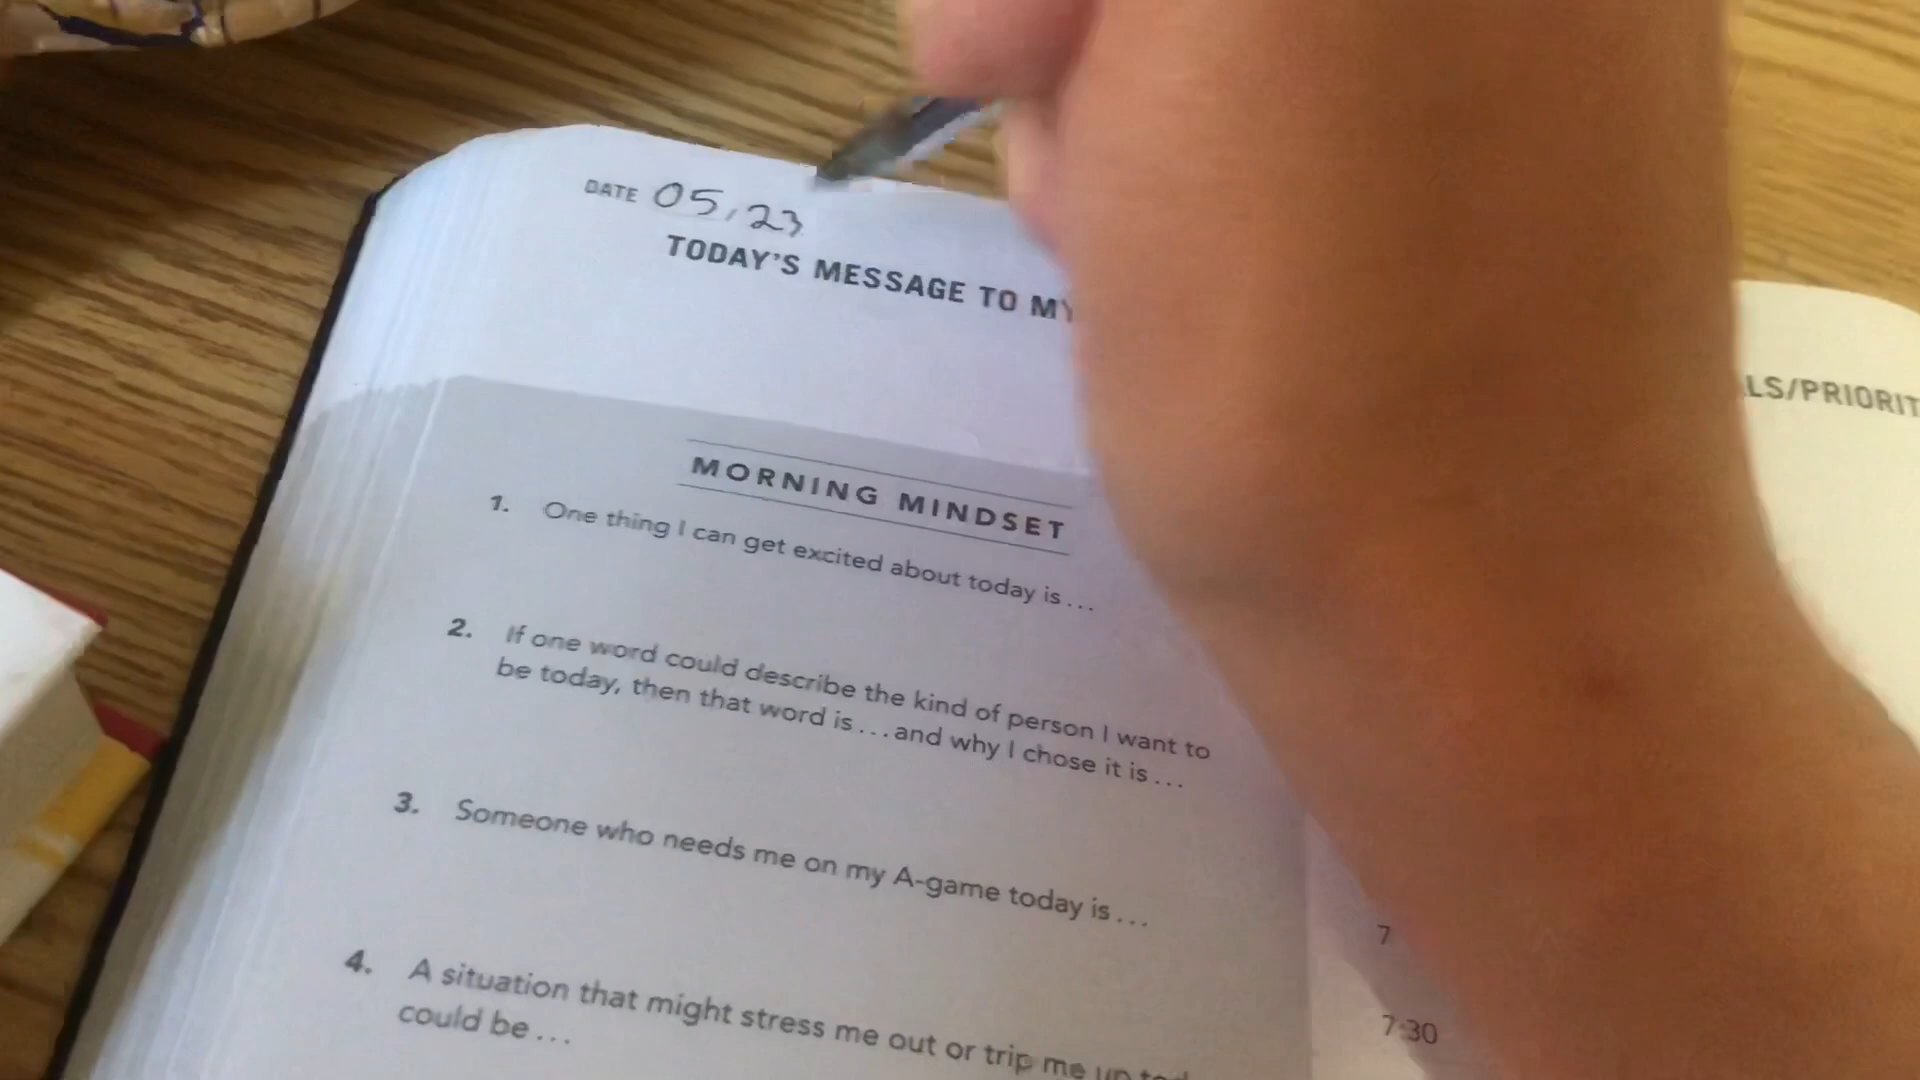 DATE 05,23
TODAY'S MESSAGE TO MY
MORNING MINDSET
1. One thing I can get excited about today is...
2. If one word could describe the kind of person I want to
be today, then that word is...and why I chose it is...
3. Someone who needs me on my A-game today is...
4. A situation that might stress me out or trip me up
could be...
LS/PRIORIT
7
7:30